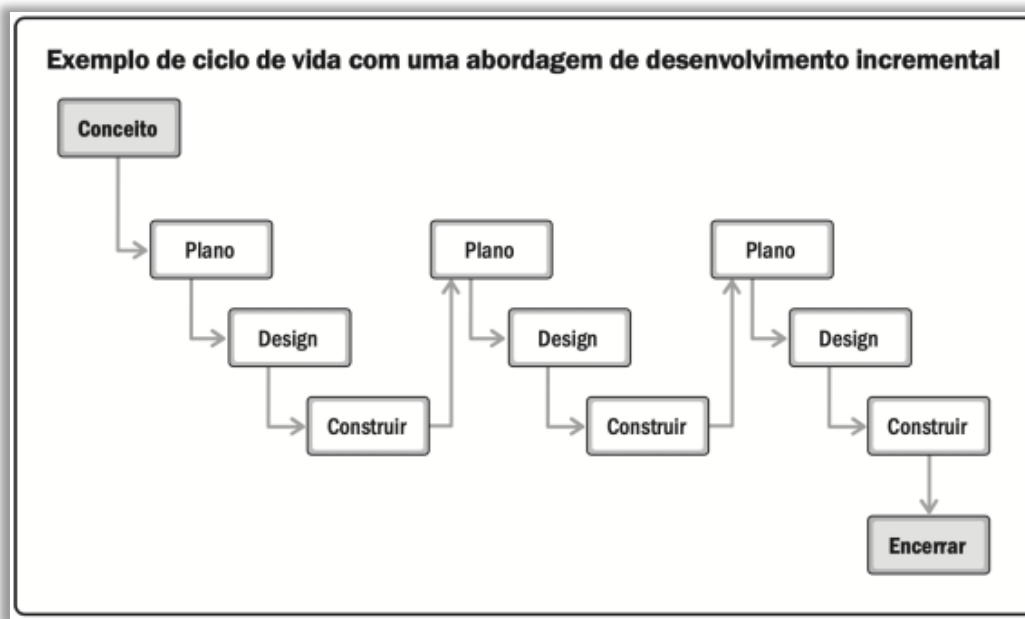 Exemplo de ciclo de vida com uma abordagem de desenvolvimento incremental
Conceito
Plano
Plano
Plano
Design
Design
Design
Construir
Construir
Construir
Encerrar